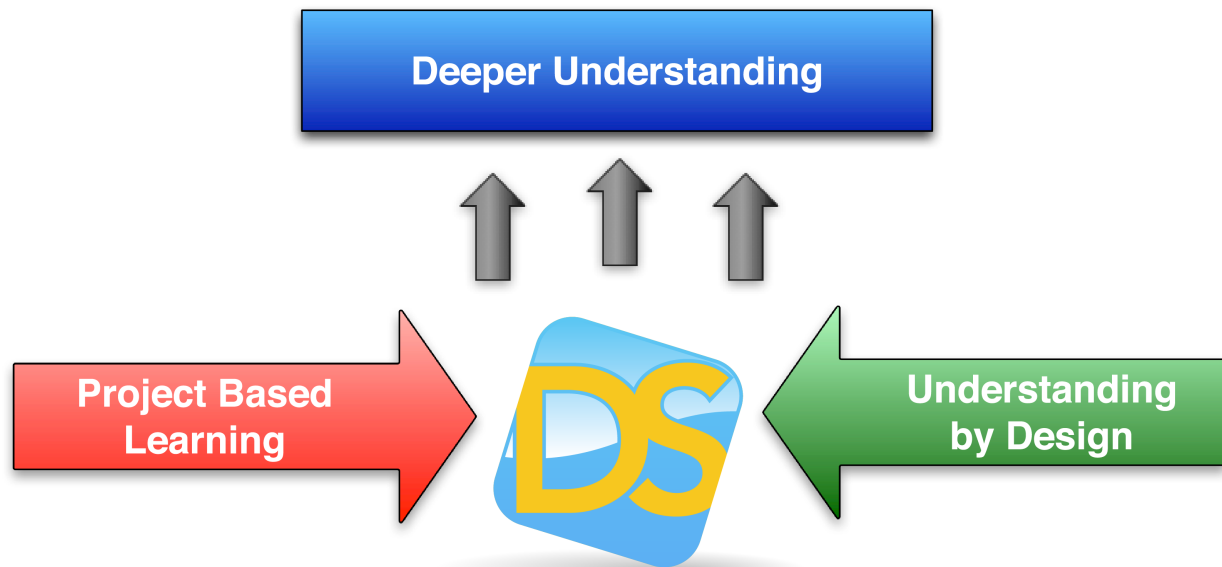 Deeper Understanding
Project Based
Learning
DS
Understanding
by Design